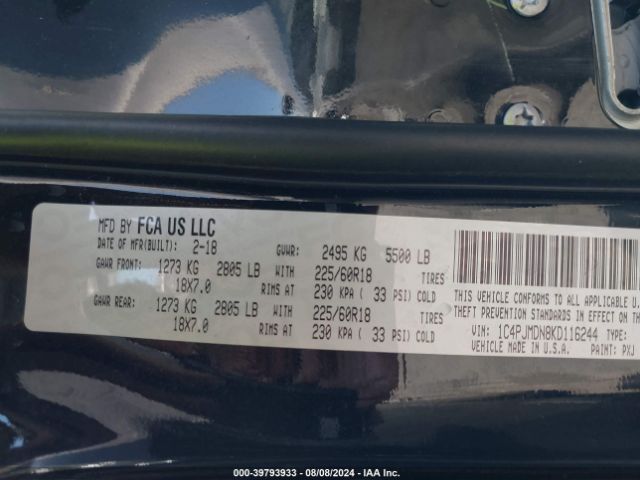 MFD BY FCA US LLC
DATE OF MFR(BUILT): 2-18 GVWR: 2495 KG 5500 LB
GAWR FRONT: 1273 KG 2805 LB WITH 225/60R18 TIRES
18X7.0 RIMS AT 230 KPA ( 33 PSI) COLD
GAWR REAR: 1273 KG 2805 LB WITH 225/60R18 TIRES
18X7.0 RIMS AT 230 KPA ( 33 PSI) COLD
THIS VEHICLE CONFORMS TO ALL APPLICABLE
THEFT PREVENTION STANDARDS IN EFFECT ON
VIN: 1C4PJMDN8KD116244 TYPE:
VEHICLE MADE IN U.S.A. PAINT: PXJ
000-39793933 - 08/08/2024 - IAA Inc.